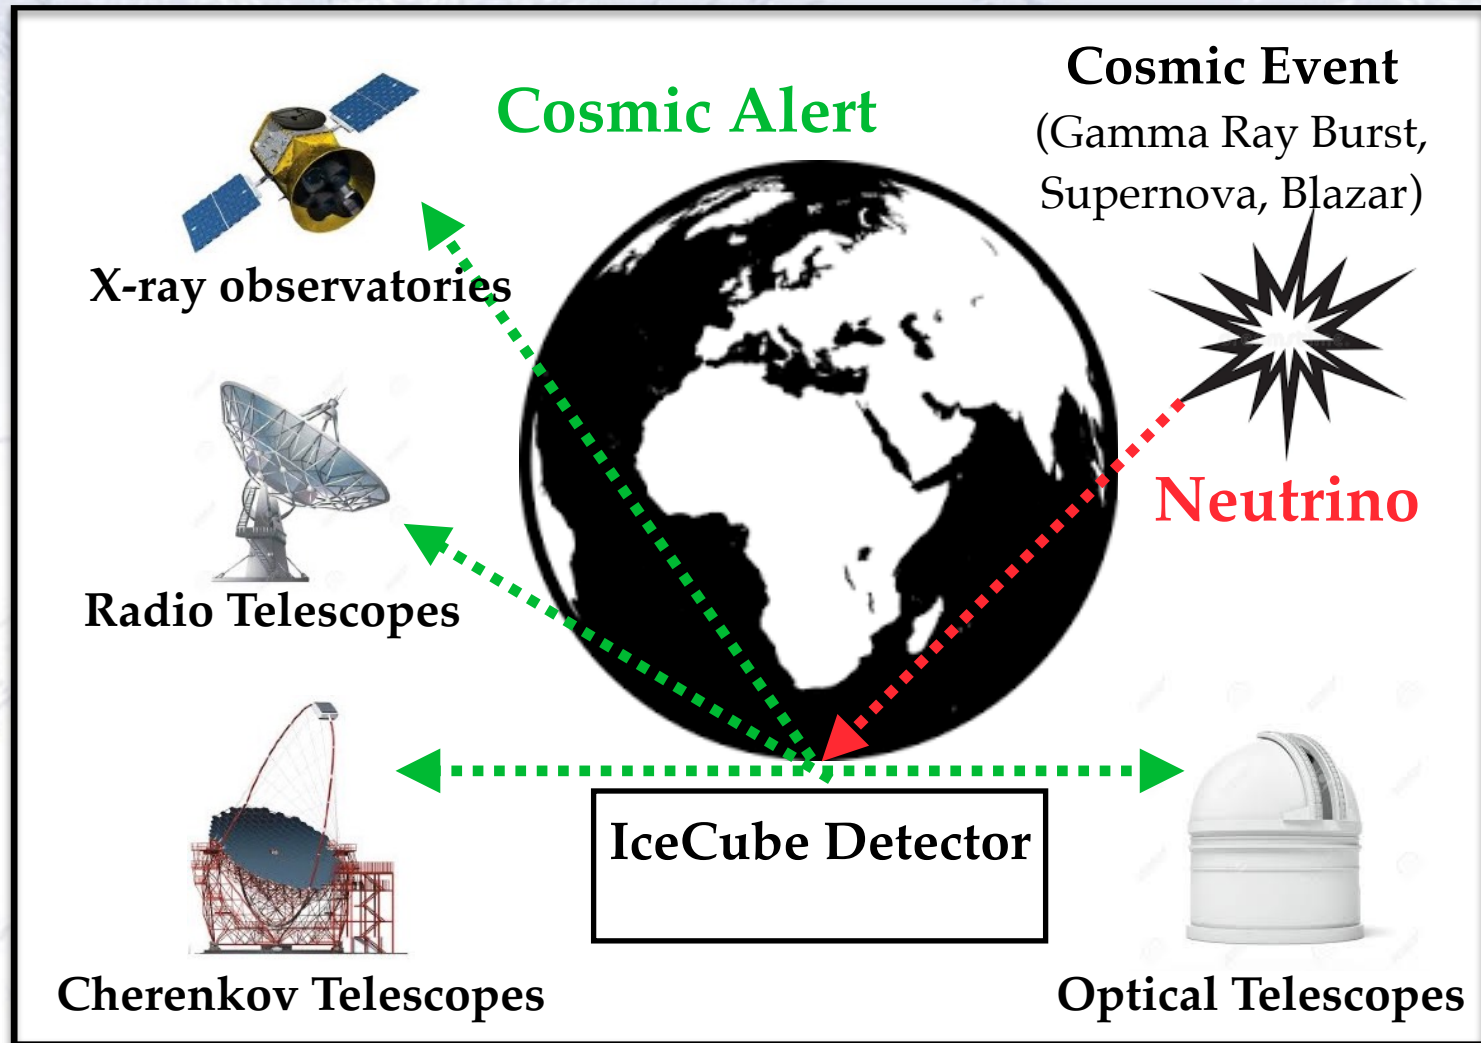 Cosmic Alert
Cosmic Event
(Gamma Ray Burst,
Supernova, Blazar)
X-ray observatories
Neutrino
Radio Telescopes
IceCube Detector
Cherenkov Telescopes
Optical Telescopes